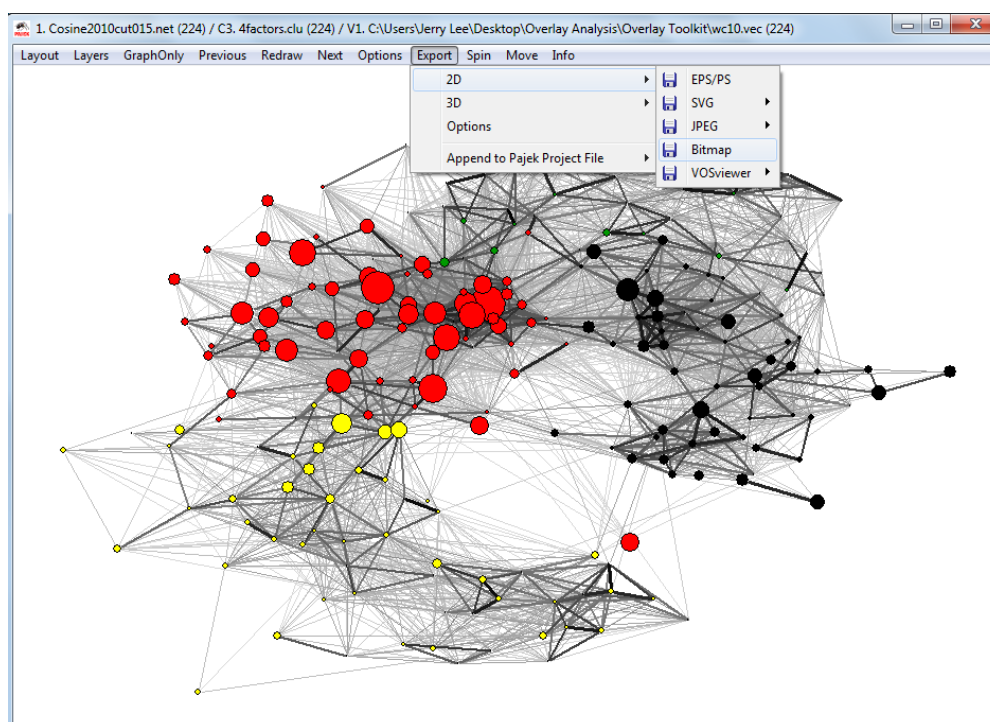 1. Cosine2010cut015.net (224) / C3. 4factors.clu (224) / V1. C:\Users\Jerry Lee\Desktop\Overlay Analysis\Overlay Toolkit\wc10.vec (224)
Layout Layers GraphOnly Previous Redraw Next Options Export Spin Move Info
2D
3D
Options
Append to Pajek Project File
EPS/PS
SVG
JPEG
Bitmap
VOSviewer